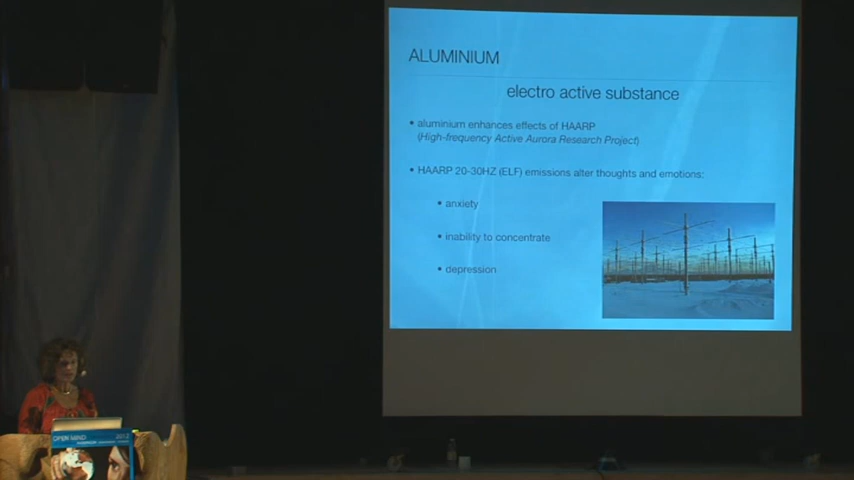 ALUMINIUM
electro active substance
• aluminium enhances effects of HAARP
(High-frequency Active Aurora Research Project)
• HAARP 20-30HZ (ELF) emissions alter thoughts and emotions:
• anxiety
• inability to concentrate
• depression
OPEN MIND 2012